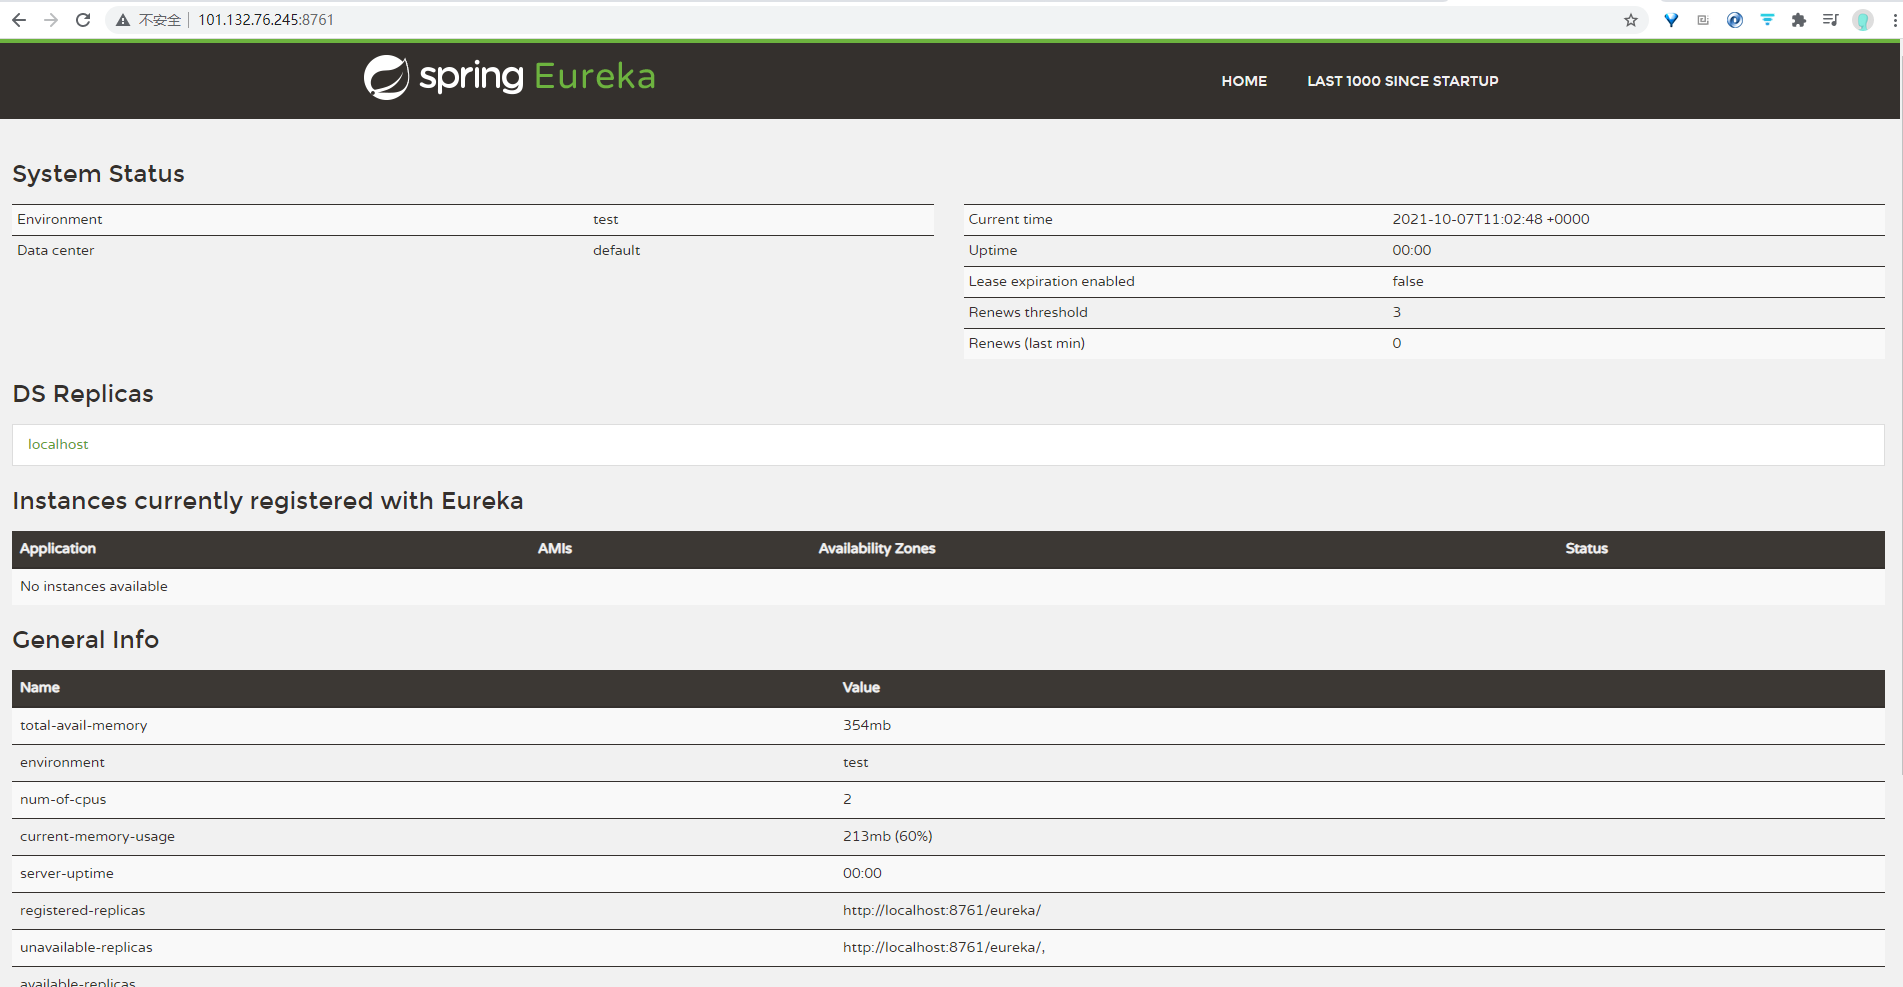 不安全 101.132.76.245:8761
spring Eureka
HOME LAST 1000 SINCE STARTUP
System Status
Environment test
Data center default
Current time 2021-10-07T11:02:48 +0000
Uptime 00:00
Lease expiration enabled false
Renews threshold 3
Renews (last min) 0
DS Replicas
localhost
Instances currently registered with Eureka
Application AMIs Availability Zones Status
No instances available
General Info
Name Value
total-avail-memory 354mb
environment test
num-of-cpus 2
current-memory-usage 213mb (60%)
server-uptime 00:00
registered-replicas http://localhost:8761/eureka/
unavailable-replicas http://localhost:8761/eureka/,
available-replicas